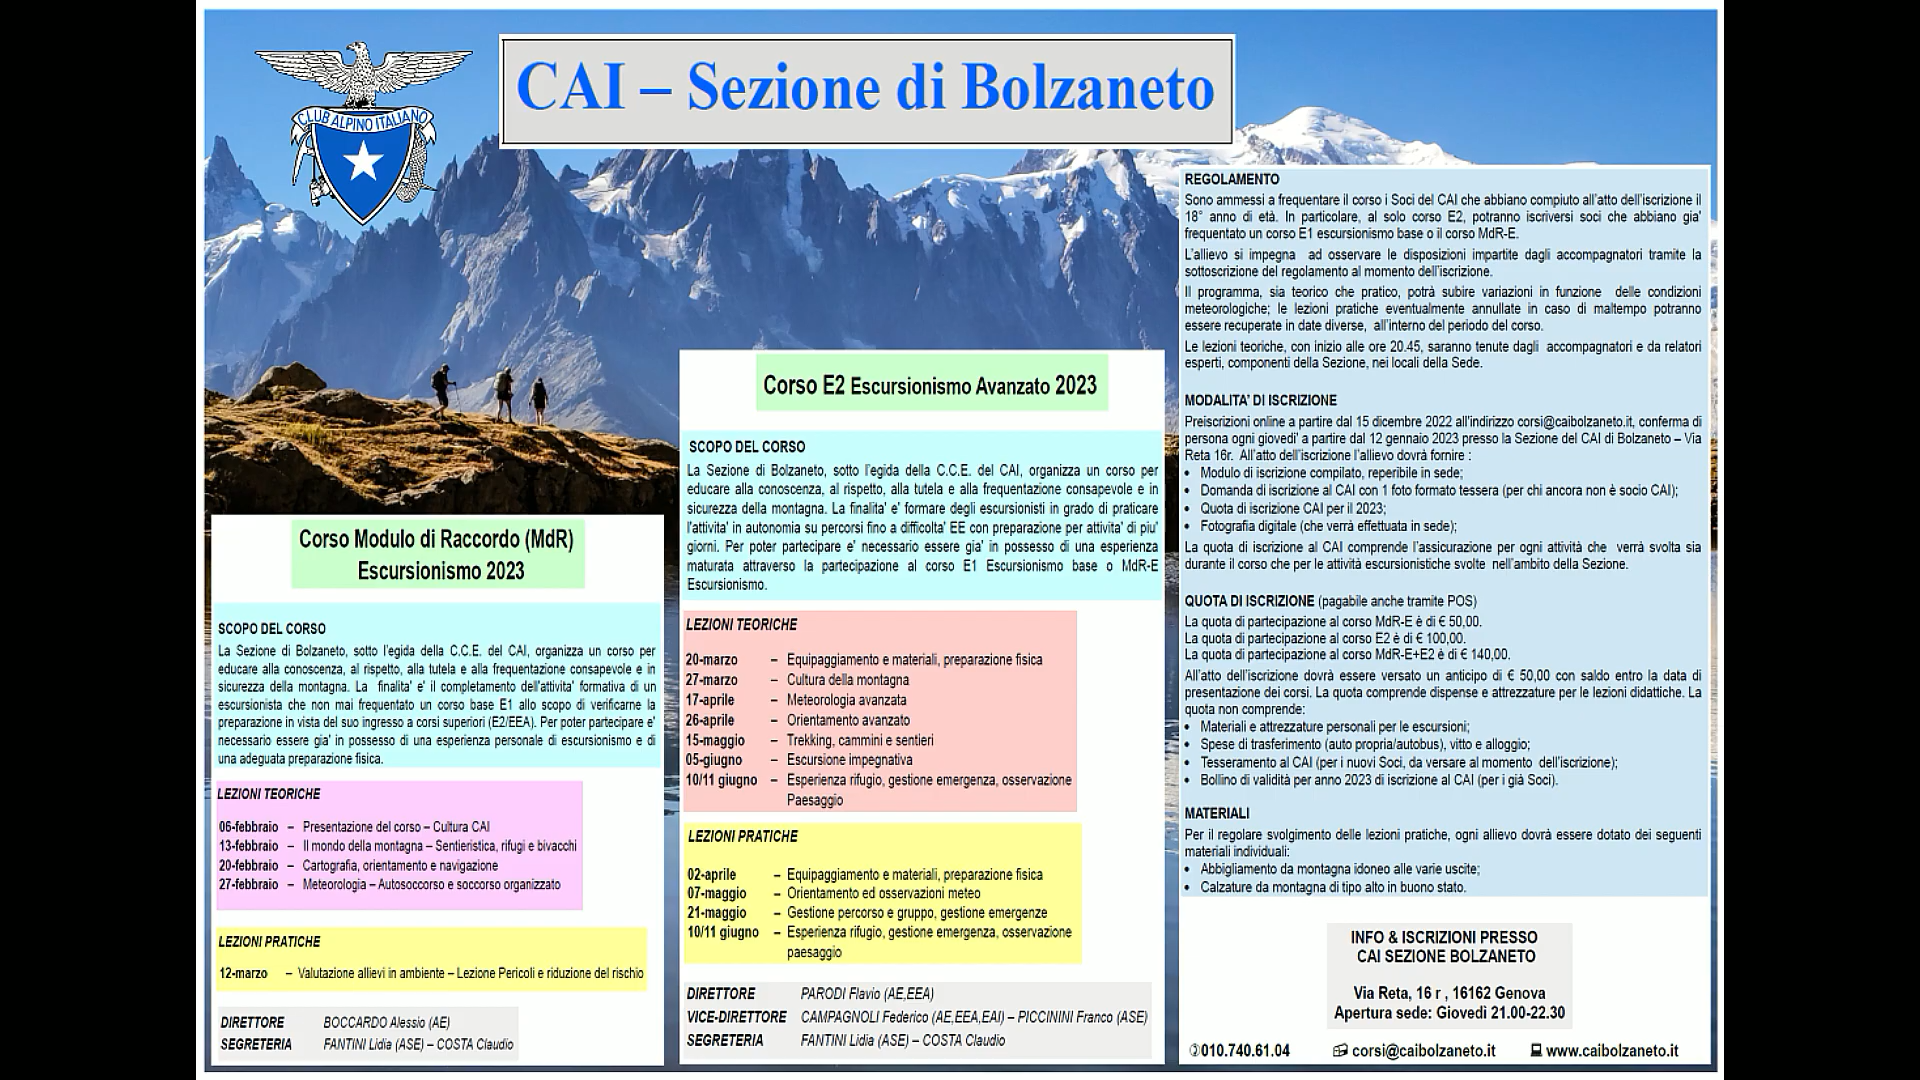 CLUB ALPINO ITALIANO
CAI – Sezione di Bolzaneto
Corso Modulo di Raccordo (MdR)
Escursionismo 2023
SCOPO DEL CORSO
La Sezione di Bolzaneto, sotto l'egida della C.C.E. del CAI, organizza un corso per
educare alla conoscenza, al rispetto, alla tutela e alla frequentazione consapevole e in
sicurezza della montagna. La finalita' e' il completamento dell'attivita' formativa di un
escursionista che non mai frequentato un corso base E1 allo scopo di verificarne la
preparazione in vista del suo ingresso a corsi superiori (E2/EEA). Per poter partecipare e'
necessario essere gia' in possesso di una esperienza personale di escursionismo e di
una adeguata preparazione fisica.
LEZIONI TEORICHE
06-febbraio – Presentazione del corso – Cultura CAI
13-febbraio – Il mondo della montagna – Sentieristica, rifugi e bivacchi
20-febbraio – Cartografia, orientamento e navigazione
27-febbraio – Meteorologia – Autosoccorso e soccorso organizzato
LEZIONI PRATICHE
12-marzo – Valutazione allievi in ambiente – Lezione Pericoli e riduzione del rischio
DIRETTORE BOCCARDO Alessio (AE)
SEGRETERIA FANTINI Lidia (ASE) – COSTA Claudio
Corso E2 Escursionismo Avanzato 2023
SCOPO DEL CORSO
La Sezione di Bolzaneto, sotto l'egida della C.C.E. del CAI, organizza un corso per
educare alla conoscenza, al rispetto, alla tutela e alla frequentazione consapevole e in
sicurezza della montagna. La finalita' e' formare degli escursionisti in grado di praticare
l'attivita' in autonomia su percorsi fino a difficolta' EE con preparazione per attivita' di piu'
giorni. Per poter partecipare e' necessario essere gia' in possesso di una esperienza
maturata attraverso la partecipazione al corso E1 Escursionismo base o MdR-E
Escursionismo.
LEZIONI TEORICHE
20-marzo – Equipaggiamento e materiali, preparazione fisica
27-marzo – Cultura della montagna
17-aprile – Meteorologia avanzata
26-aprile – Orientamento avanzato
15-maggio – Trekking, cammini e sentieri
05-giugno – Escursione impegnativa
10/11 giugno – Esperienza rifugio, gestione emergenza, osservazione
Paesaggio
LEZIONI PRATICHE
02-aprile – Equipaggiamento e materiali, preparazione fisica
07-maggio – Orientamento ed osservazioni meteo
21-maggio – Gestione percorso e gruppo, gestione emergenze
10/11 giugno – Esperienza rifugio, gestione emergenza, osservazione
paesaggio
DIRETTORE PARODI Flavio (AE,EEA)
VICE-DIRETTORE CAMPAGNOLI Federico (AE,EEA,EAI) – PICCININI Franco (ASE)
SEGRETERIA FANTINI Lidia (ASE) – COSTA Claudio
REGOLAMENTO
Sono ammessi a frequentare il corso i Soci del CAI che abbiano compiuto all'atto dell'iscrizione il
18° anno di età. In particolare, al solo corso E2, potranno iscriversi soci che abbiano gia'
frequentato un corso E1 escursionismo base o il corso MdR-E.
L'allievo si impegna ad osservare le disposizioni impartite dagli accompagnatori tramite la
sottoscrizione del regolamento al momento dell'iscrizione.
Il programma, sia teorico che pratico, potrà subire variazioni in funzione delle condizioni
meteorologiche; le lezioni pratiche eventualmente annullate in caso di maltempo potranno
essere recuperate in date diverse, all'interno del periodo del corso.
Le lezioni teoriche, con inizio alle ore 20.45, saranno tenute dagli accompagnatori e da relatori
esperti, componenti della Sezione, nei locali della Sede.
MODALITA' DI ISCRIZIONE
Preiscrizioni online a partire dal 15 dicembre 2022 all'indirizzo corsi@caibolzaneto.it, conferma di
persona ogni giovedi' a partire dal 12 gennaio 2023 presso la Sezione del CAI di Bolzaneto – Via
Reta 16r. All'atto dell'iscrizione l'allievo dovrà fornire :
• Modulo di iscrizione compilato, reperibile in sede;
• Domanda di iscrizione al CAI con 1 foto formato tessera (per chi ancora non è socio CAI);
• Quota di iscrizione CAI per il 2023;
• Fotografia digitale (che verrà effettuata in sede);
La quota di iscrizione al CAI comprende l'assicurazione per ogni attività che verrà svolta sia
durante il corso che per le attività escursionistiche svolte nell'ambito della Sezione.
QUOTA DI ISCRIZIONE (pagabile anche tramite POS)
La quota di partecipazione al corso MdR-E è di € 50,00.
La quota di partecipazione al corso E2 è di € 100,00.
La quota di partecipazione al corso MdR-E+E2 è di € 140,00.
All'atto dell'iscrizione dovrà essere versato un anticipo di € 50,00 con saldo entro la data di
presentazione dei corsi. La quota comprende dispense e attrezzature per le lezioni didattiche. La
quota non comprende:
• Materiali e attrezzature personali per le escursioni;
• Spese di trasferimento (auto propria/autobus), vitto e alloggio;
• Tesseramento al CAI (per i nuovi Soci, da versare al momento dell'iscrizione);
• Bollino di validità per anno 2023 di iscrizione al CAI (per i già Soci).
MATERIALI
Per il regolare svolgimento delle lezioni pratiche, ogni allievo dovrà essere dotato dei seguenti
materiali individuali:
• Abbigliamento da montagna idoneo alle varie uscite;
• Calzature da montagna di tipo alto in buono stato.
INFO & ISCRIZIONI PRESSO
CAI SEZIONE BOLZANETO
Via Reta, 16 r , 16162 Genova
Apertura sede: Giovedì 21.00-22.30
010.740.61.04 corsi@caibolzaneto.it www.caibolzaneto.it